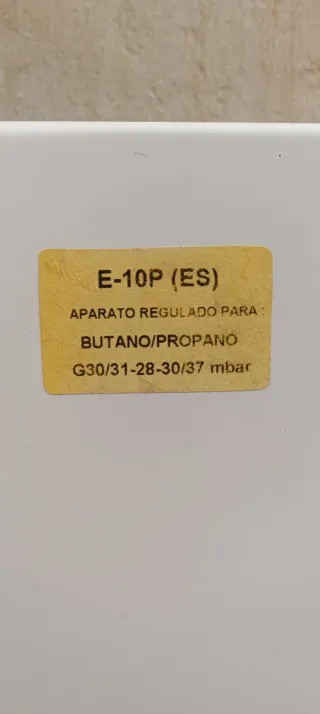 E-10P (ES)
APARATO REGULADO PARA :
BUTANO/PROPANO
G30/31-28-30/37 mbar